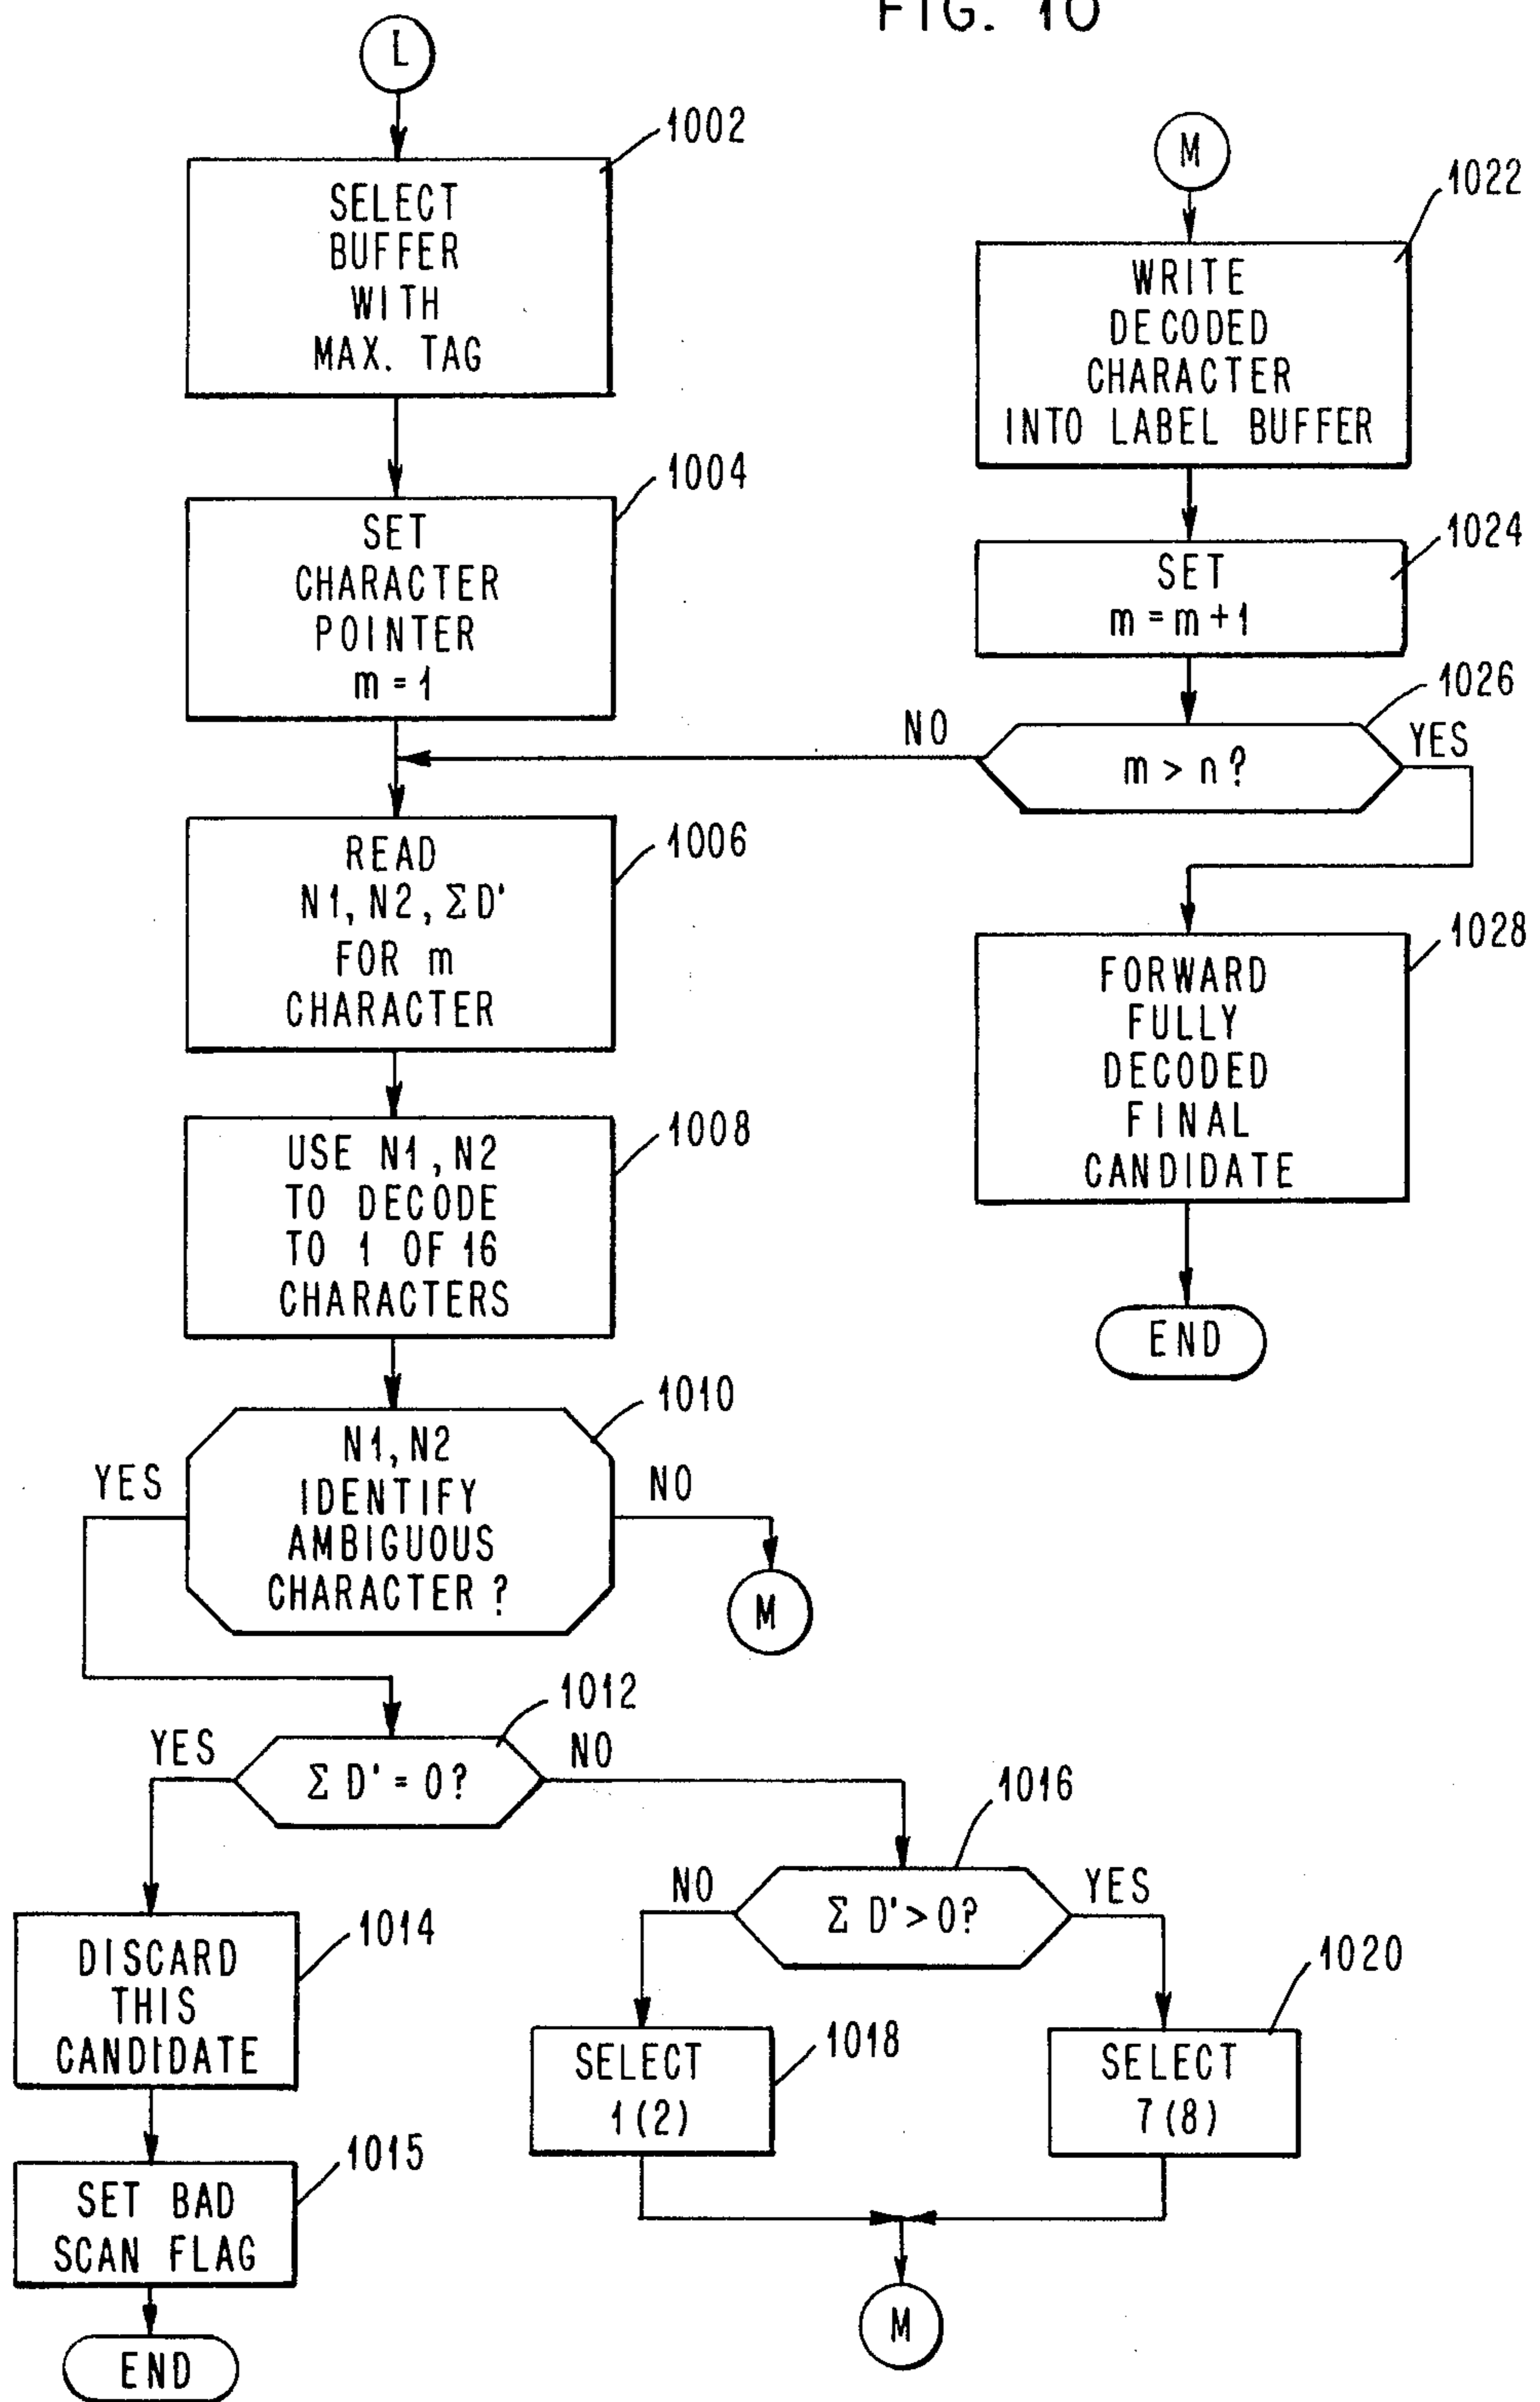 FIG. 10
L
1002
SELECT
BUFFER
WITH
MAX. TAG
1004
SET
CHARACTER
POINTER
m = 1
1006
READ
N1, N2, ΣD'
FOR m
CHARACTER
1008
USE N1, N2
TO DECODE
TO 1 OF 16
CHARACTERS
1010
N1, N2
IDENTIFY
AMBIGUOUS
CHARACTER ?
YES
NO
M
1012
Σ D' = 0?
YES
NO
1014
DISCARD
THIS
CANDIDATE
1015
SET BAD
SCAN FLAG
END
1016
Σ D' > 0?
NO
YES
1018
SELECT
1(2)
1020
SELECT
7(8)
M
M
1022
WRITE
DECODED
CHARACTER
INTO LABEL BUFFER
1024
SET
m = m + 1
1026
m > n ?
NO
YES
1028
FORWARD
FULLY
DECODED
FINAL
CANDIDATE
END